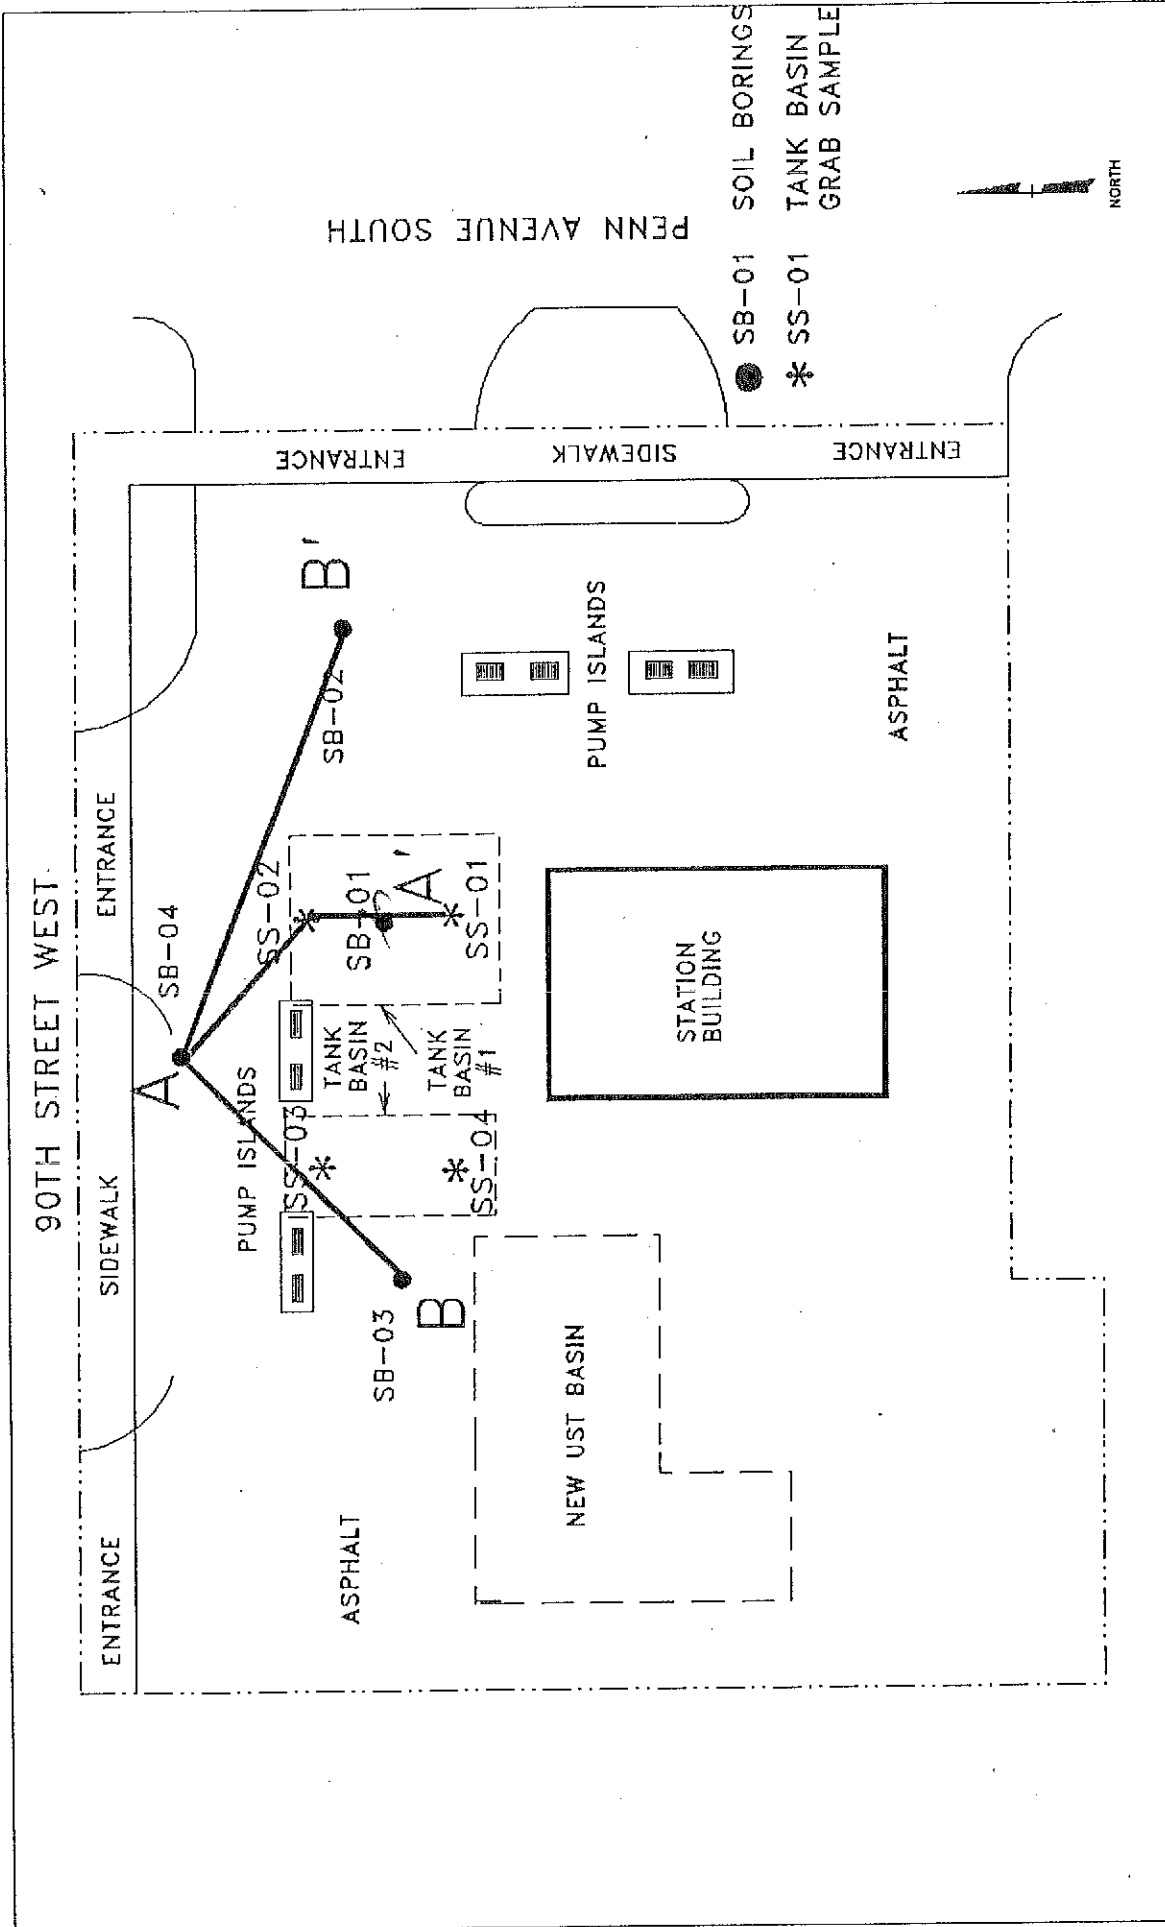 90TH STREET WEST
ENTRANCE
SIDEWALK
ENTRANCE
SB-04
A
PUMP ISLANDS
SS-02
SB-02
B'
SS-03
TANK
BASIN
#2
SB-01
A'
ASPHALT
SB-03
B
SS-04
TANK
BASIN
#1
SS-01
ENTRANCE
SIDEWALK
ENTRANCE
PENN AVENUE SOUTH
NEW UST BASIN
STATION
BUILDING
PUMP ISLANDS
ASPHALT
SB-01 SOIL BORINGS
SS-01 TANK BASIN
GRAB SAMPLE
NORTH